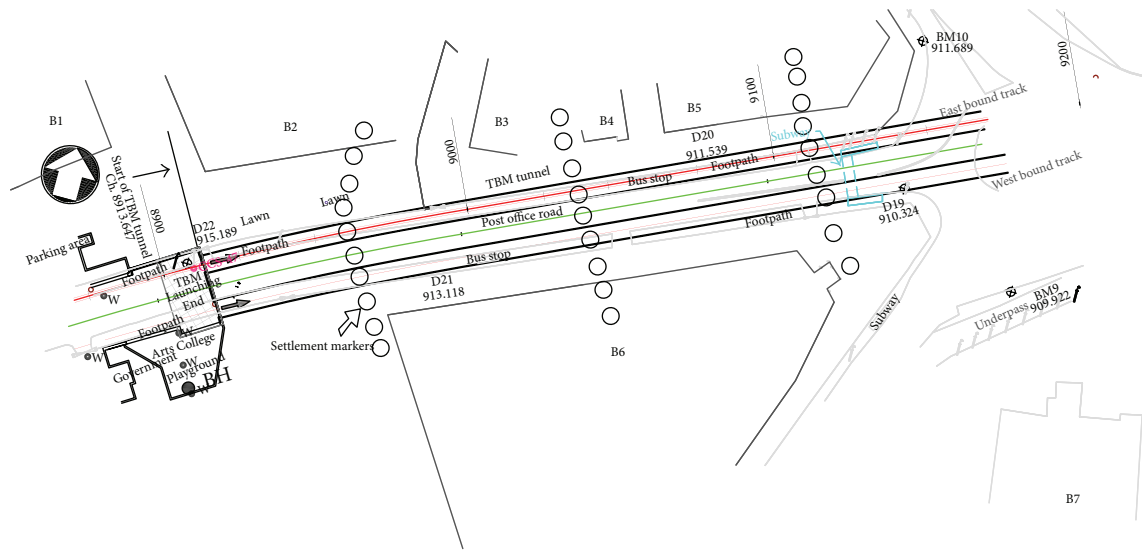 BM10
911.689
9200
B1
B2
B3
B4
B5
9000
9100
East bound track
D20
911.539
Subway
Footpath
TBM tunnel
Bus stop
West bound track
Start of TBM tunnel
Ch. 8913.647
8900
Lawn
Lawn
D22
915.189
Post office road
Footpath
D19
910.324
Footpath
Parking area
Bus stop
Footpath
TBM
Launching
End
D21
913.118
W
BM9
909.922
Underpass
Subway
Footpath
W
Settlement markers
Arts College
Government
W
W
Playground
BH
W
B6
B7